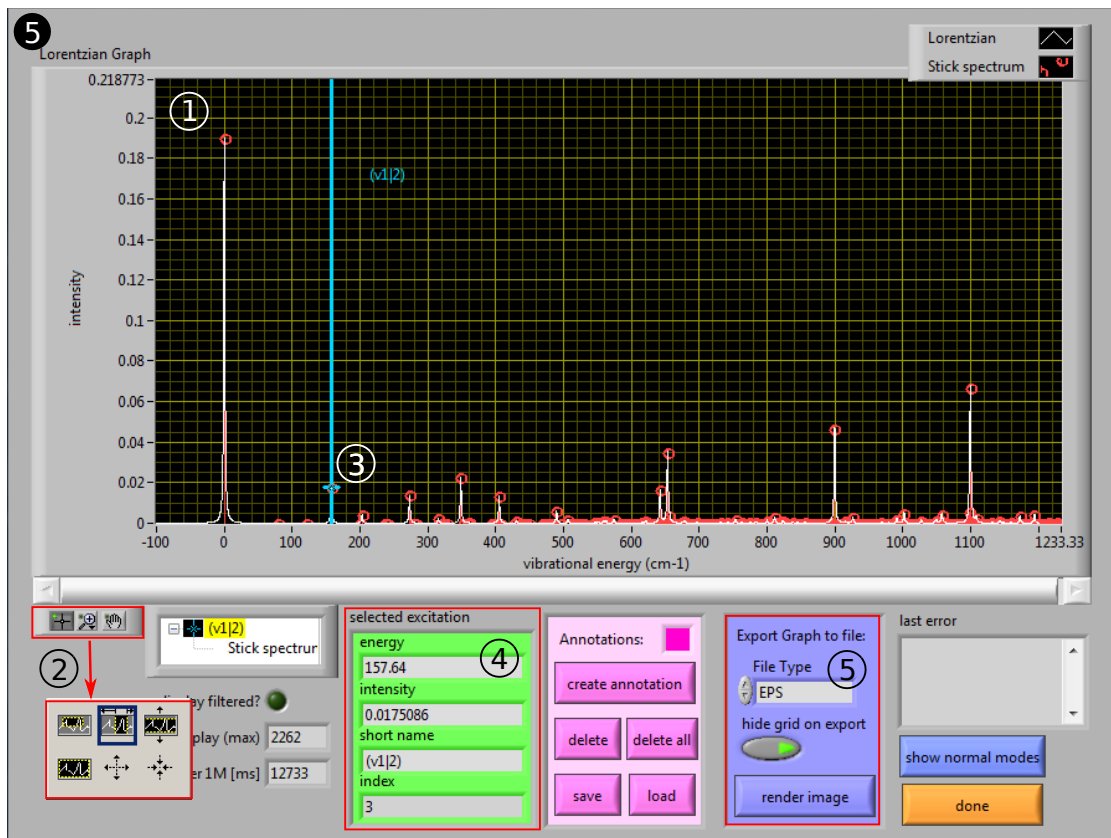 5
Lorentzian Graph
Lorentzian
Stick spectrum
0.218773
0.2
0.18
0.16
0.14
0.12
0.1
0.08
0.06
0.04
0.02
0
intensity
1
(v1|2)
3
-100 0 100 200 300 400 500 600 700 800 900 1000 1100 1233.33
vibrational energy (cm-1)
2
(v1|2)
Stick spectrur
ay filtered?
play (max) 2262
er 1M [ms] 12733
selected excitation
4
energy
157.64
intensity
0.0175086
short name
(v1|2)
index
3
Annotations:
create annotation
delete delete all
save load
Export Graph to file:
File Type
5
EPS
hide grid on export
render image
last error
show normal modes
done